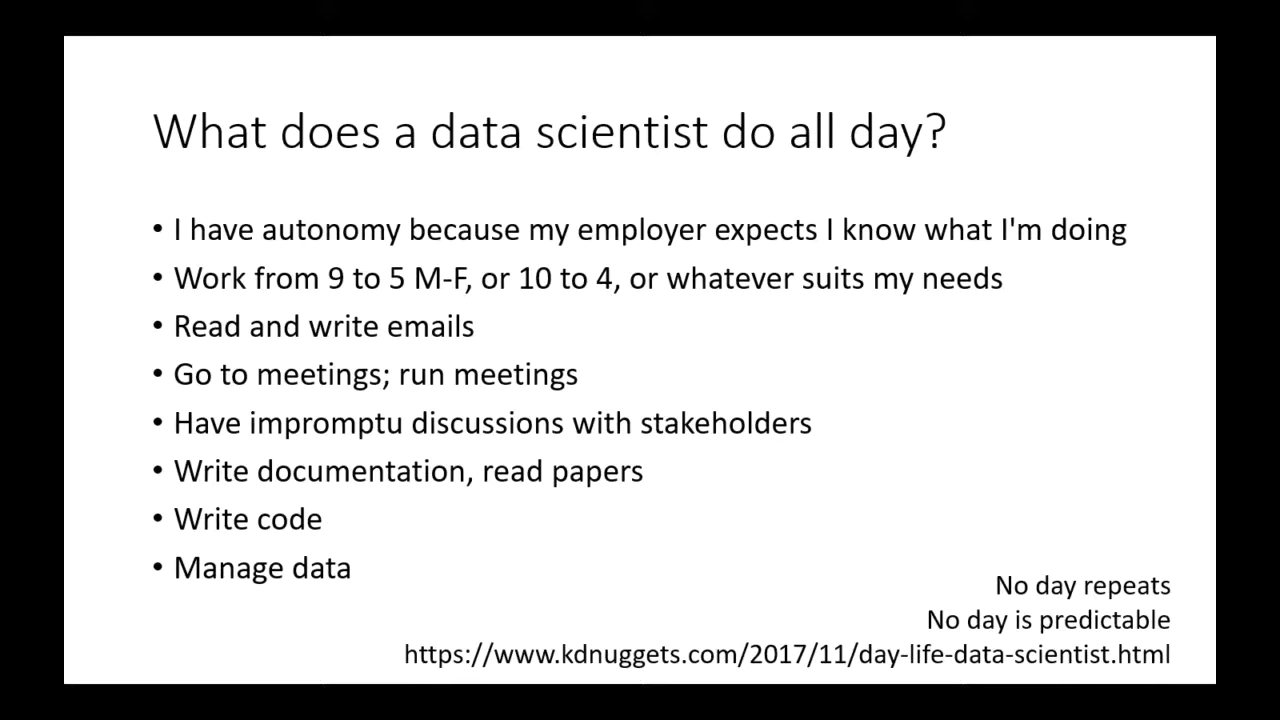 What does a data scientist do all day?
• I have autonomy because my employer expects I know what I'm doing
• Work from 9 to 5 M-F, or 10 to 4, or whatever suits my needs
• Read and write emails
• Go to meetings; run meetings
• Have impromptu discussions with stakeholders
• Write documentation, read papers
• Write code
• Manage data
No day repeats
No day is predictable
https://www.kdnuggets.com/2017/11/day-life-data-scientist.html